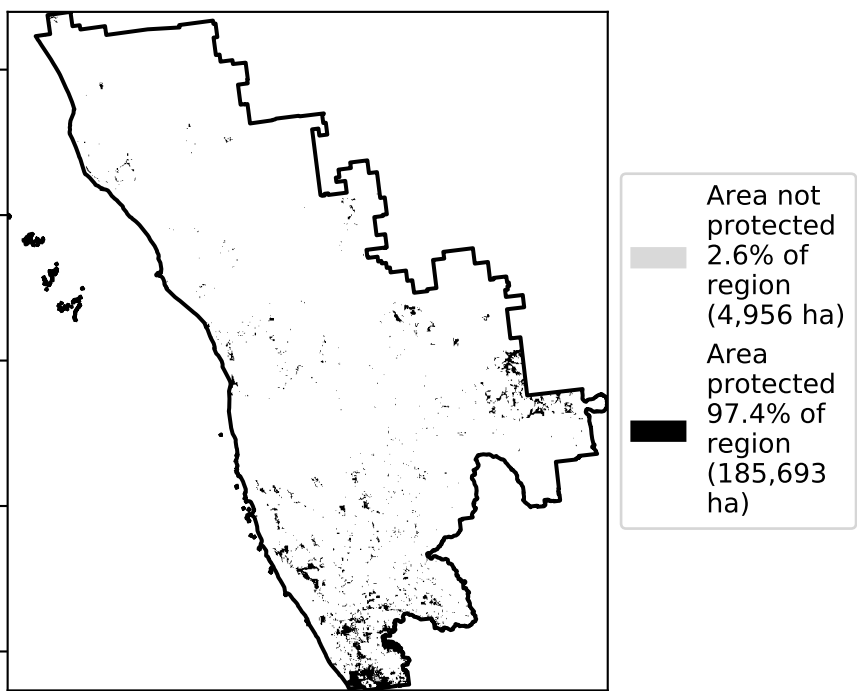 Area not
protected
2.6% of
region
(4,956 ha)
Area
protected
97.4% of
region
(185,693
ha)